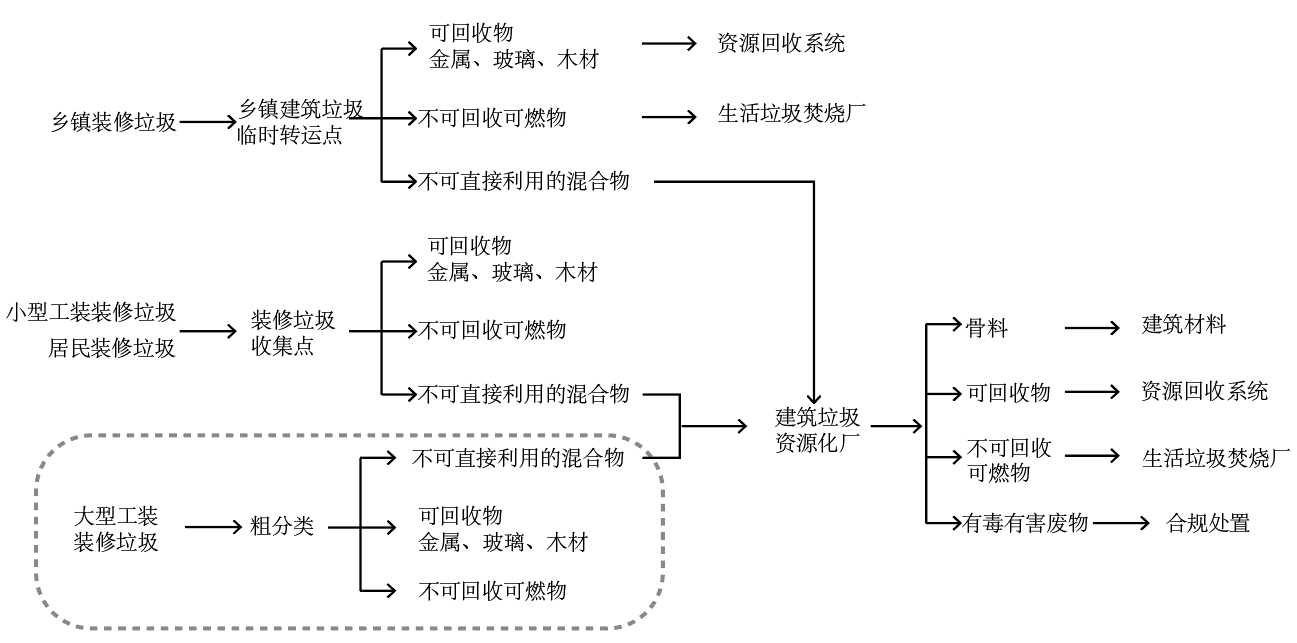 乡镇装修垃圾
乡镇建筑垃圾
临时转运点
可回收物
金属、玻璃、木材
资源回收系统
不可回收可燃物
生活垃圾焚烧厂
不可直接利用的混合物
小型工装装修垃圾
居民装修垃圾
装修垃圾
收集点
可回收物
金属、玻璃、木材
不可回收可燃物
不可直接利用的混合物
大型工装
装修垃圾
粗分类
不可直接利用的混合物
可回收物
金属、玻璃、木材
不可回收可燃物
建筑垃圾
资源化厂
骨料
建筑材料
可回收物
资源回收系统
不可回收
可燃物
生活垃圾焚烧厂
有毒有害废物
合规处置